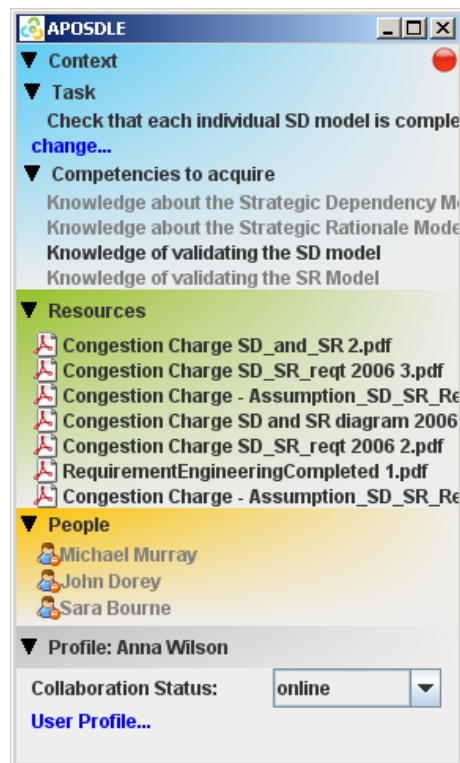 APOSDLE
Context
Task
Check that each individual SD model is comple
change...
Competencies to acquire
Knowledge about the Strategic Dependency M
Knowledge about the Strategic Rationale Mode
Knowledge of validating the SD model
Knowledge of validating the SR Model
Resources
Congestion Charge SD_and_SR 2.pdf
Congestion Charge SD_SR_reqt 2006 3.pdf
Congestion Charge - Assumption_SD_SR_Re
Congestion Charge SD and SR diagram 2006
Congestion Charge SD_SR_reqt 2006 2.pdf
RequirementEngineeringCompleted 1.pdf
Congestion Charge - Assumption_SD_SR_Re
People
Michael Murray
John Dorey
Sara Bourne
Profile: Anna Wilson
Collaboration Status: online
User Profile...